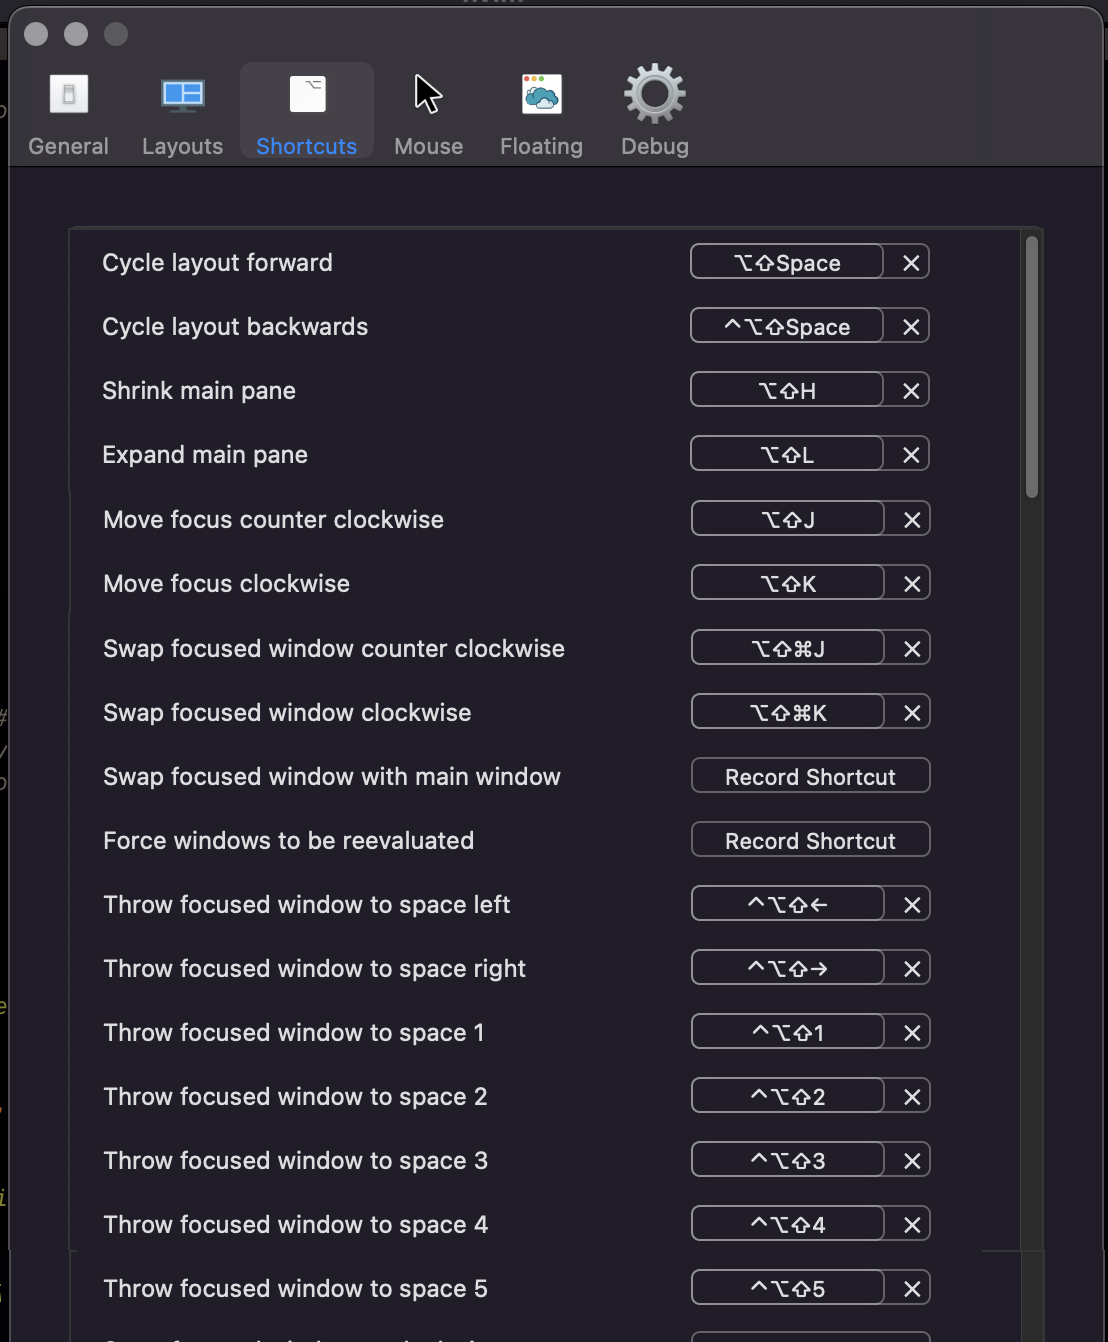 General
Layouts
Shortcuts
Mouse
Floating
Debug
Cycle layout forward ⌥⇧Space ✕
Cycle layout backwards ^⌥⇧Space ✕
Shrink main pane ⌥⇧H ✕
Expand main pane ⌥⇧L ✕
Move focus counter clockwise ⌥⇧J ✕
Move focus clockwise ⌥⇧K ✕
Swap focused window counter clockwise ⌥⇧⌘J ✕
Swap focused window clockwise ⌥⇧⌘K ✕
Swap focused window with main window Record Shortcut
Force windows to be reevaluated Record Shortcut
Throw focused window to space left ^⌥⇧← ✕
Throw focused window to space right ^⌥⇧→ ✕
Throw focused window to space 1 ^⌥⇧1 ✕
Throw focused window to space 2 ^⌥⇧2 ✕
Throw focused window to space 3 ^⌥⇧3 ✕
Throw focused window to space 4 ^⌥⇧4 ✕
Throw focused window to space 5 ^⌥⇧5 ✕